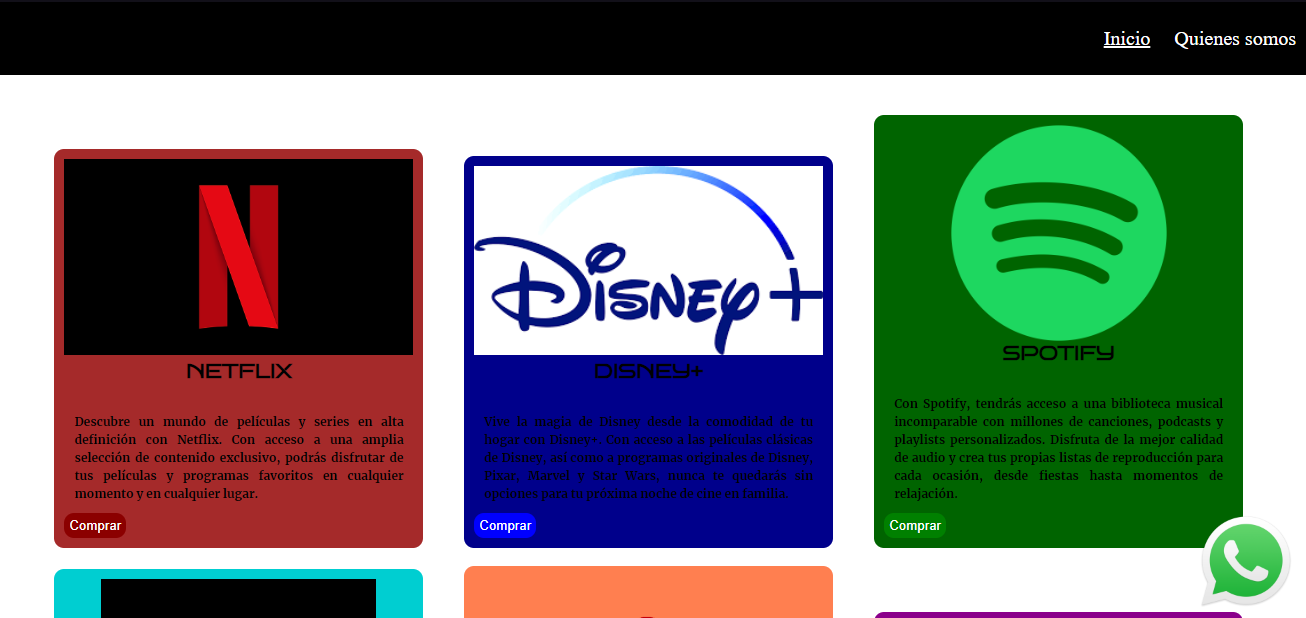 Inicio Quienes somos
DISNEY+
NETFLIX
DISNEY+
SPOTIFY
Descubre un mundo de películas y series en alta
definición con Netflix. Con acceso a una amplia
selección de contenido exclusivo, podrás disfrutar de
tus películas y programas favoritos en cualquier
momento y en cualquier lugar.
Comprar
Vive la magia de Disney desde la comodidad de tu
hogar con Disney+. Con acceso a las películas clásicas
de Disney, así como a programas originales de Disney,
Pixar, Marvel y Star Wars, nunca te quedarás sin
opciones para tu próxima noche de cine en familia.
Comprar
Con Spotify, tendrás acceso a una biblioteca musical
incomparable con millones de canciones, podcasts y
playlists personalizados. Disfruta de la mejor calidad
de audio y crea tus propias listas de reproducción para
cada ocasión, desde fiestas hasta momentos de
relajación.
Comprar